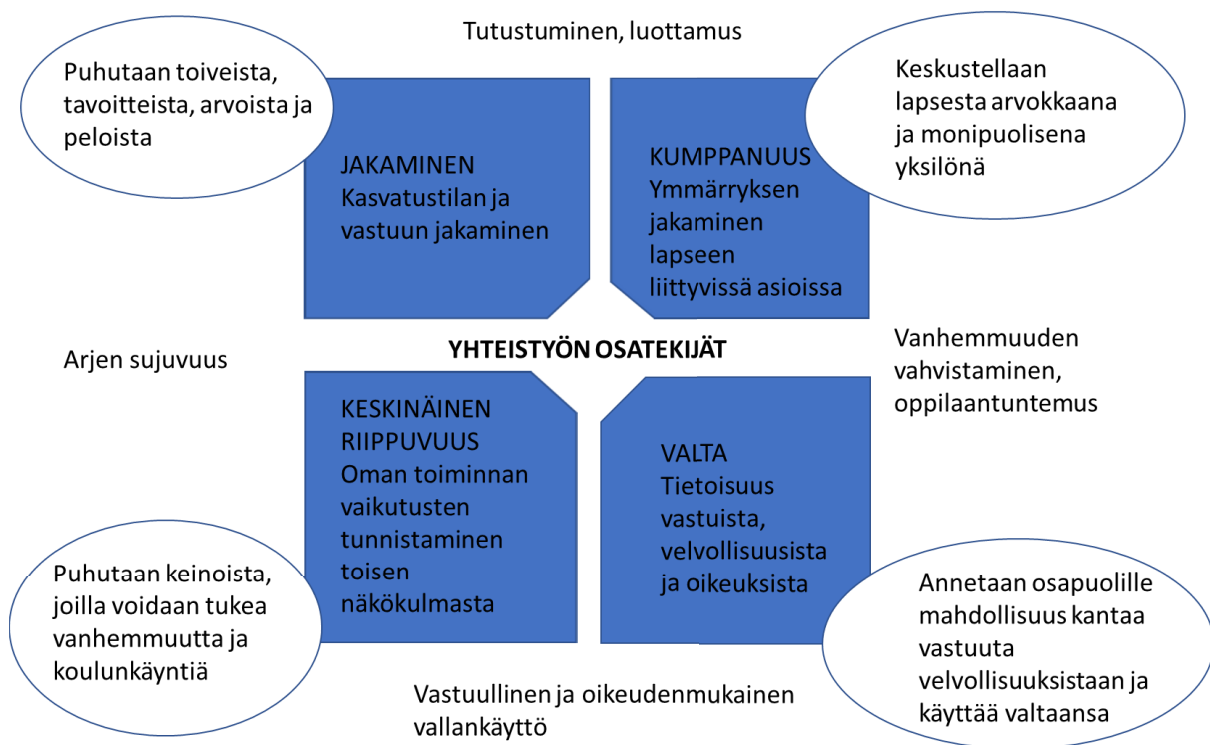 Tutustuminen, luottamus
Puhutaan toiveista,
tavoitteista, arvoista ja
peloista
Keskustellaan
lapsesta arvokkaana
ja monipuolisena
yksilönä
JAKAMINEN
Kasvatustilan ja
vastuun jakaminen
KUMPPANUUS
Ymmärryksen
jakaminen
lapseen
liittyvissä asioissa
Arjen sujuvuus
YHTEISTYÖN OSATEKIJÄT
Vanhemmuuden
vahvistaminen,
oppilaantuntemus
KESKINÄINEN
RIIPPUVUUS
Oman toiminnan
vaikutusten
tunnistaminen
toisen
näkökulmasta
VALTA
Tietoisuus
vastuista,
velvollisuusista
ja oikeuksista
Puhutaan keinoista,
joilla voidaan tukea
vanhemmuutta ja
koulunkäyntiä
Annetaan osapuolille
mahdollisuus kantaa
vastuuta
velvollisuuksistaan ja
käyttää valtaansa
Vastuullinen ja oikeudenmukainen
vallankäyttö